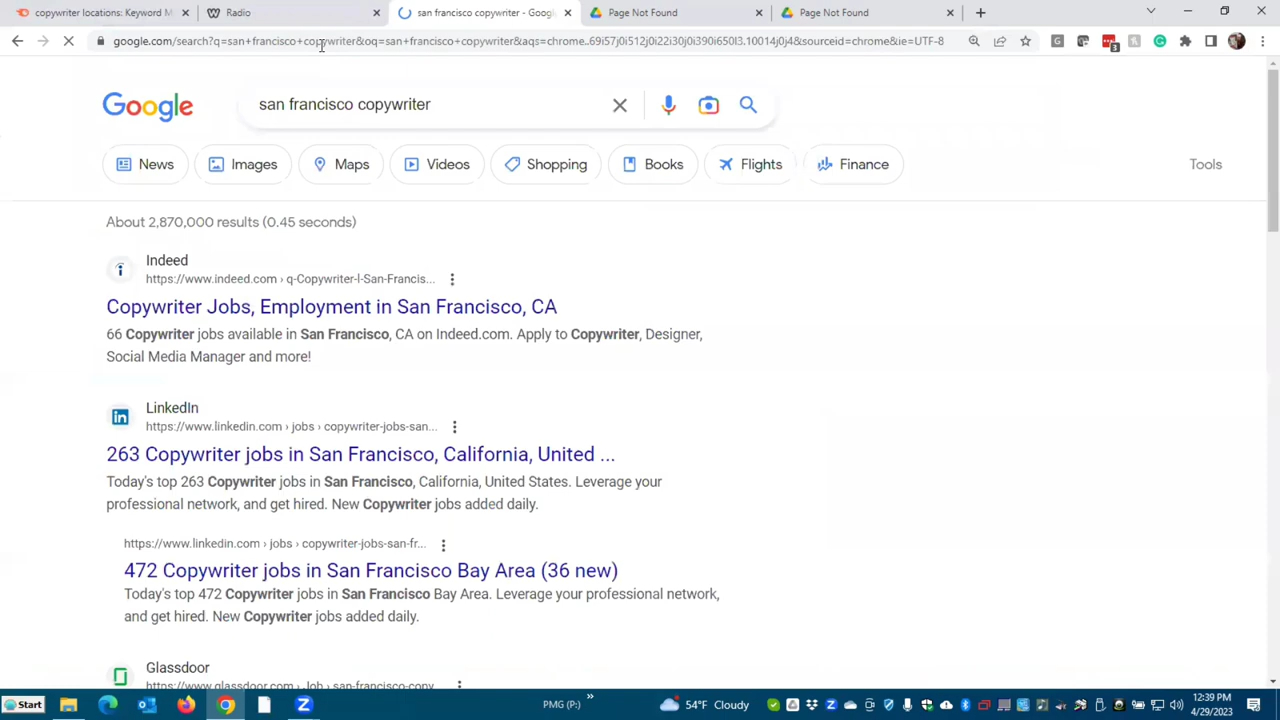 copywriter locations: Keyword M
Radio
san francisco copywriter - Goog
Page Not Found
Page Not Found
google.com/search?q=san+francisco+copywriter&oq=san+francisco+copywriter&aqs=chrome..69i57j0i512j0i22i30j0i390i650l3.10014j0j4&sourceid=chrome&ie=UTF-8
3
Google
san francisco copywriter
News Images Maps Videos Shopping Books Flights Finance Tools
About 2,870,000 results (0.45 seconds)
Indeed
https://www.indeed.com › q-Copywriter-l-San-Francis...
Copywriter Jobs, Employment in San Francisco, CA
66 Copywriter jobs available in San Francisco, CA on Indeed.com. Apply to Copywriter, Designer,
Social Media Manager and more!
LinkedIn
https://www.linkedin.com › jobs › copywriter-jobs-san...
263 Copywriter jobs in San Francisco, California, United ...
Today's top 263 Copywriter jobs in San Francisco, California, United States. Leverage your
professional network, and get hired. New Copywriter jobs added daily.
https://www.linkedin.com › jobs › copywriter-jobs-san-fr...
472 Copywriter jobs in San Francisco Bay Area (36 new)
Today's top 472 Copywriter jobs in San Francisco Bay Area. Leverage your professional network,
and get hired. New Copywriter jobs added daily.
Glassdoor
https://www.glassdoor.com › Job › san-francisco-copy...
Start
PMG (P:)
54°F Cloudy
12:39 PM
4/29/2023